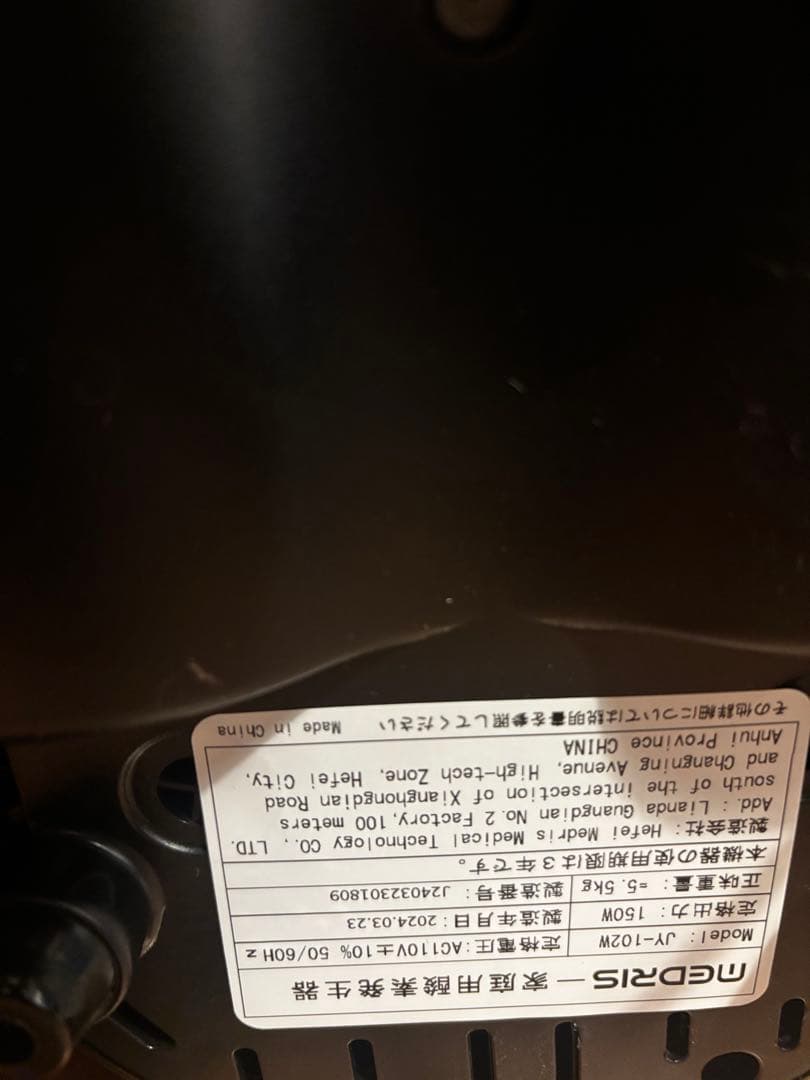 MEDRIS — 家庭用酸素発生器
Model: JY-102W 定格電圧:AC110V±10% 50/60Hz
定格出力: 150W 製造年月日:2024.03.23
正味重量: ≈5.5kg 製造番号: J24032301809
本機器の使用期限は3年です。
製造会社: Hefei Medris Medical Technology CO., LTD.
Add.: Lianda Guangdian No.2 Factory, 100 meters
south of the intersection of Xianghongdian Road
and Changning Avenue, High-tech Zone, Hefei City,
Anhui Province CHINA
その他詳細については説明書を参照してください Made in China